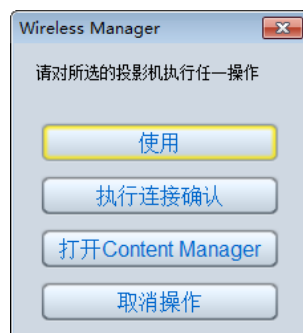 Wireless Manager
请对所选的投影机执行任一操作
使用
执行连接确认
打开Content Manager
取消操作